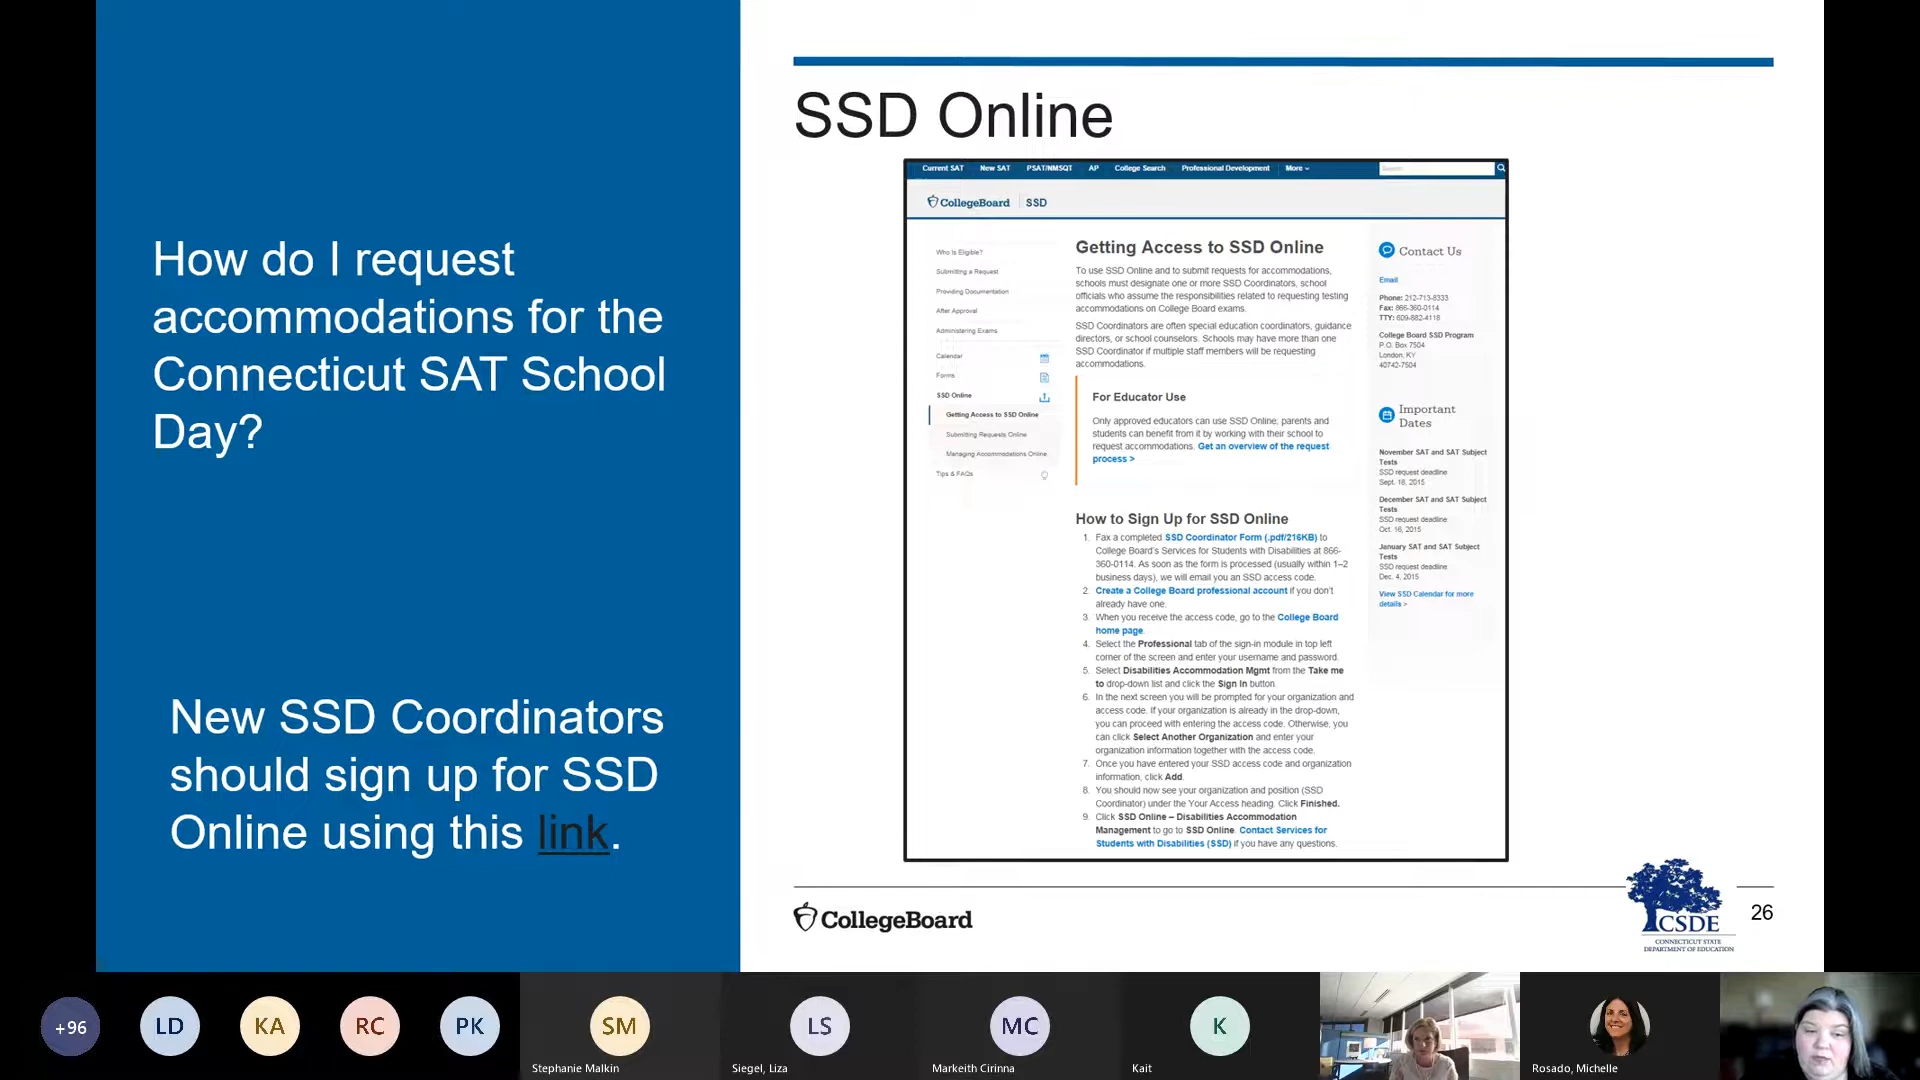 How do I request
accommodations for the
Connecticut SAT School
Day?
New SSD Coordinators
should sign up for SSD
Online using this link.
SSD Online
Current SAT New SAT PSAT/NMSQT AP College Search Professional Development More
CollegeBoard SSD
Who Is Eligible?
Submitting a Request
Providing Documentation
After Approval
Administering Exams
Calendar
Forms
SSD Online
Getting Access to SSD Online
Submitting Requests Online
Managing Accommodations Online
Tips & FAQs
Getting Access to SSD Online
To use SSD Online and to submit requests for accommodations,
schools must designate one or more SSD Coordinators, school
officials who assume the responsibilities related to requesting testing
accommodations on College Board exams.
SSD Coordinators are often special education coordinators, guidance
directors, or school counselors. Schools may have more than one
SSD Coordinator if multiple staff members will be requesting
accommodations.
For Educator Use
Only approved educators can use SSD Online; parents and
students can benefit from it by working with their school to
request accommodations. Get an overview of the request
process >
How to Sign Up for SSD Online
1. Fax a completed SSD Coordinator Form (.pdf/216KB) to
College Board's Services for Students with Disabilities at 866-
360-0114. As soon as the form is processed (usually within 1–2
business days), we will email you an SSD access code.
2. Create a College Board professional account if you don't
already have one.
3. When you receive the access code, go to the College Board
home page.
4. Select the Professional tab of the sign-in module in top left
corner of the screen and enter your username and password.
5. Select Disabilities Accommodation Mgmt from the Take me
to drop-down list and click the Sign In button.
6. In the next screen you will be prompted for your organization and
access code. If your organization is already in the drop-down,
you can proceed with entering the access code. Otherwise, you
can click Select Another Organization and enter your
organization information together with the access code.
7. Once you have entered your SSD access code and organization
information, click Add.
8. You should now see your organization and position (SSD
Coordinator) under the Your Access heading. Click Finished.
9. Click SSD Online – Disabilities Accommodation
Management to go to SSD Online. Contact Services for
Students with Disabilities (SSD) if you have any questions.
Contact Us
Email
Phone: 212-713-8333
Fax: 866-360-0114
TTY: 609-882-4118
College Board SSD Program
P.O. Box 7504
London, KY
40742-7504
Important
Dates
November SAT and SAT Subject
Tests
SSD request deadline
Sept. 18, 2015
December SAT and SAT Subject
Tests
SSD request deadline
Oct. 16, 2015
January SAT and SAT Subject
Tests
SSD request deadline
Dec. 4, 2015
View SSD Calendar for more
details >
CollegeBoard
CSDE
CONNECTICUT STATE
DEPARTMENT OF EDUCATION
26
+96 LD KA RC PK SM LS MC K
Stephanie Malkin Siegel, Liza Markeith Cirinna Kait Rosado, Michelle